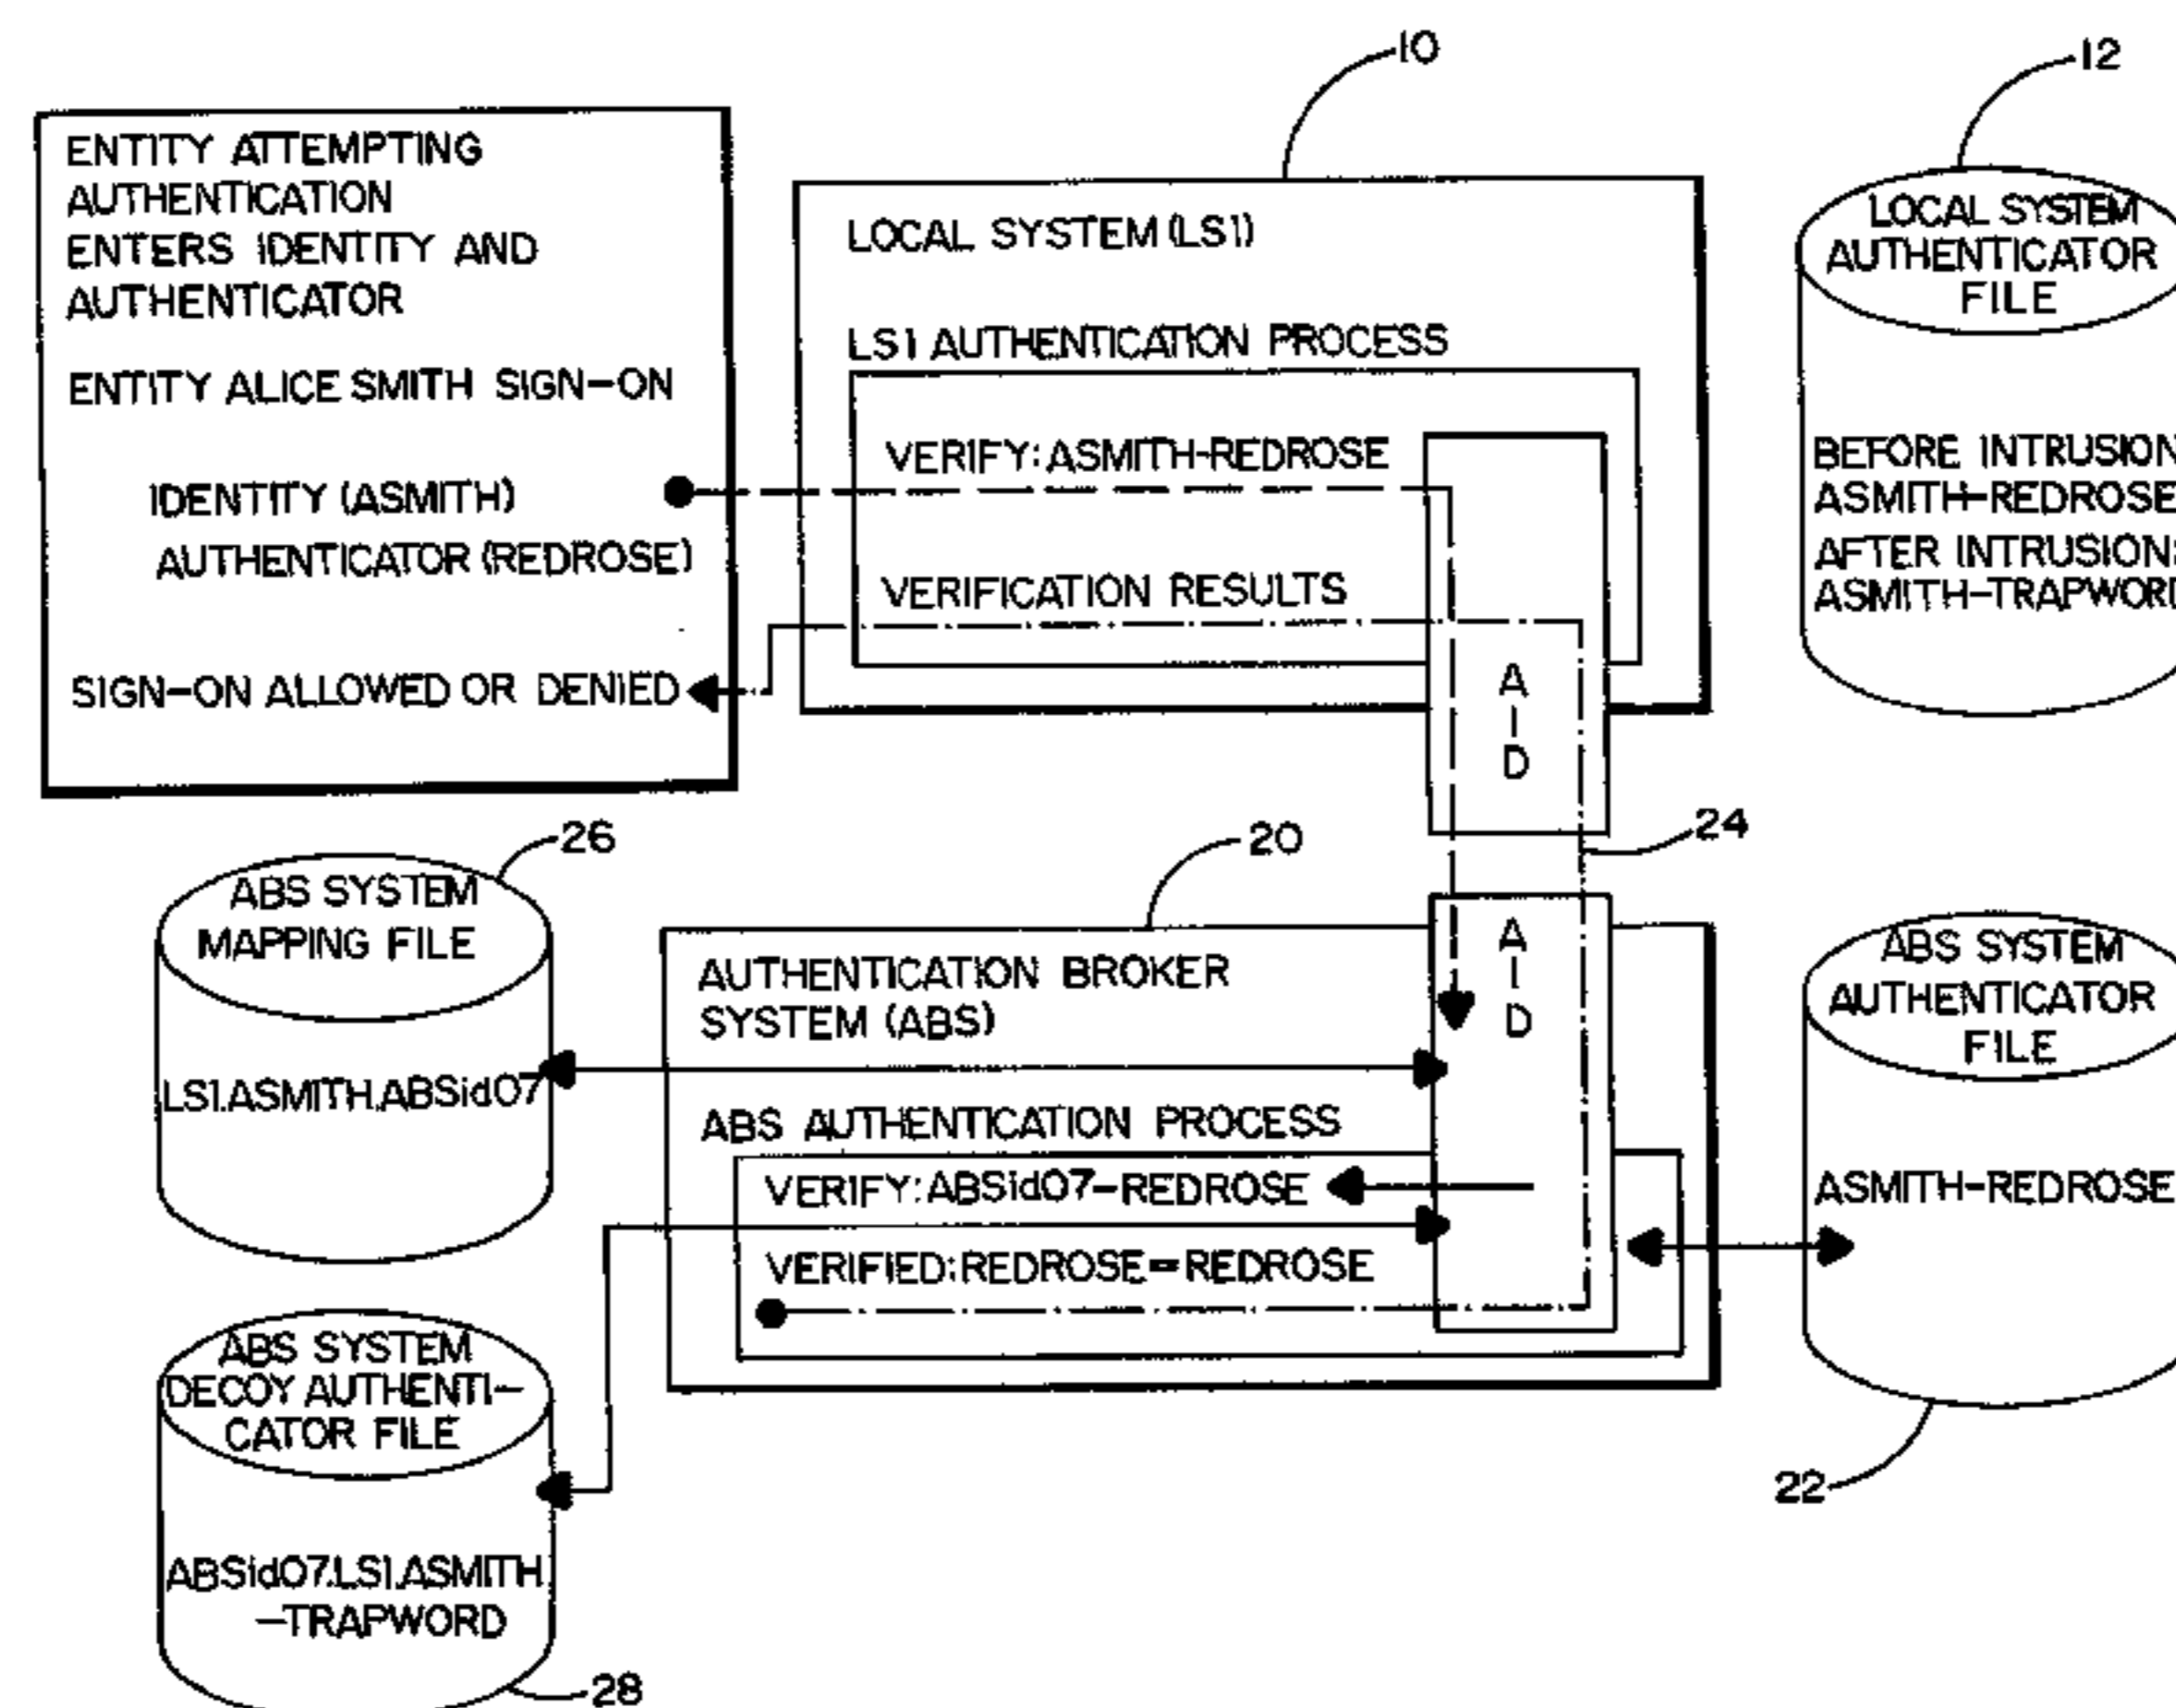 10
12
ENTITY ATTEMPTING
AUTHENTICATION
ENTERS IDENTITY AND
AUTHENTICATOR
ENTITY ALICE SMITH SIGN-ON
IDENTITY (ASMITH)
AUTHENTICATOR (REDROSE)
SIGN-ON ALLOWED OR DENIED
LOCAL SYSTEM (LS1)
LS1 AUTHENTICATION PROCESS
VERIFY: ASMITH-REDROSE
VERIFICATION RESULTS
A
I
D
LOCAL SYSTEM
AUTHENTICATOR
FILE
BEFORE INTRUSION
ASMITH-REDROSE
AFTER INTRUSION:
ASMITH-TRAPWORD
26
20
24
ABS SYSTEM
MAPPING FILE
LS1.ASMITH.ABSid07
AUTHENTICATION BROKER
SYSTEM (ABS)
A
I
D
ABS AUTHENTICATION PROCESS
VERIFY: ABSid07-REDROSE
VERIFIED: REDROSE=REDROSE
ABS SYSTEM
AUTHENTICATOR
FILE
ASMITH-REDROSE
22
ABS SYSTEM
DECOY AUTHENTI-
CATOR FILE
ABSid07.LS1.ASMITH
-TRAPWORD
28